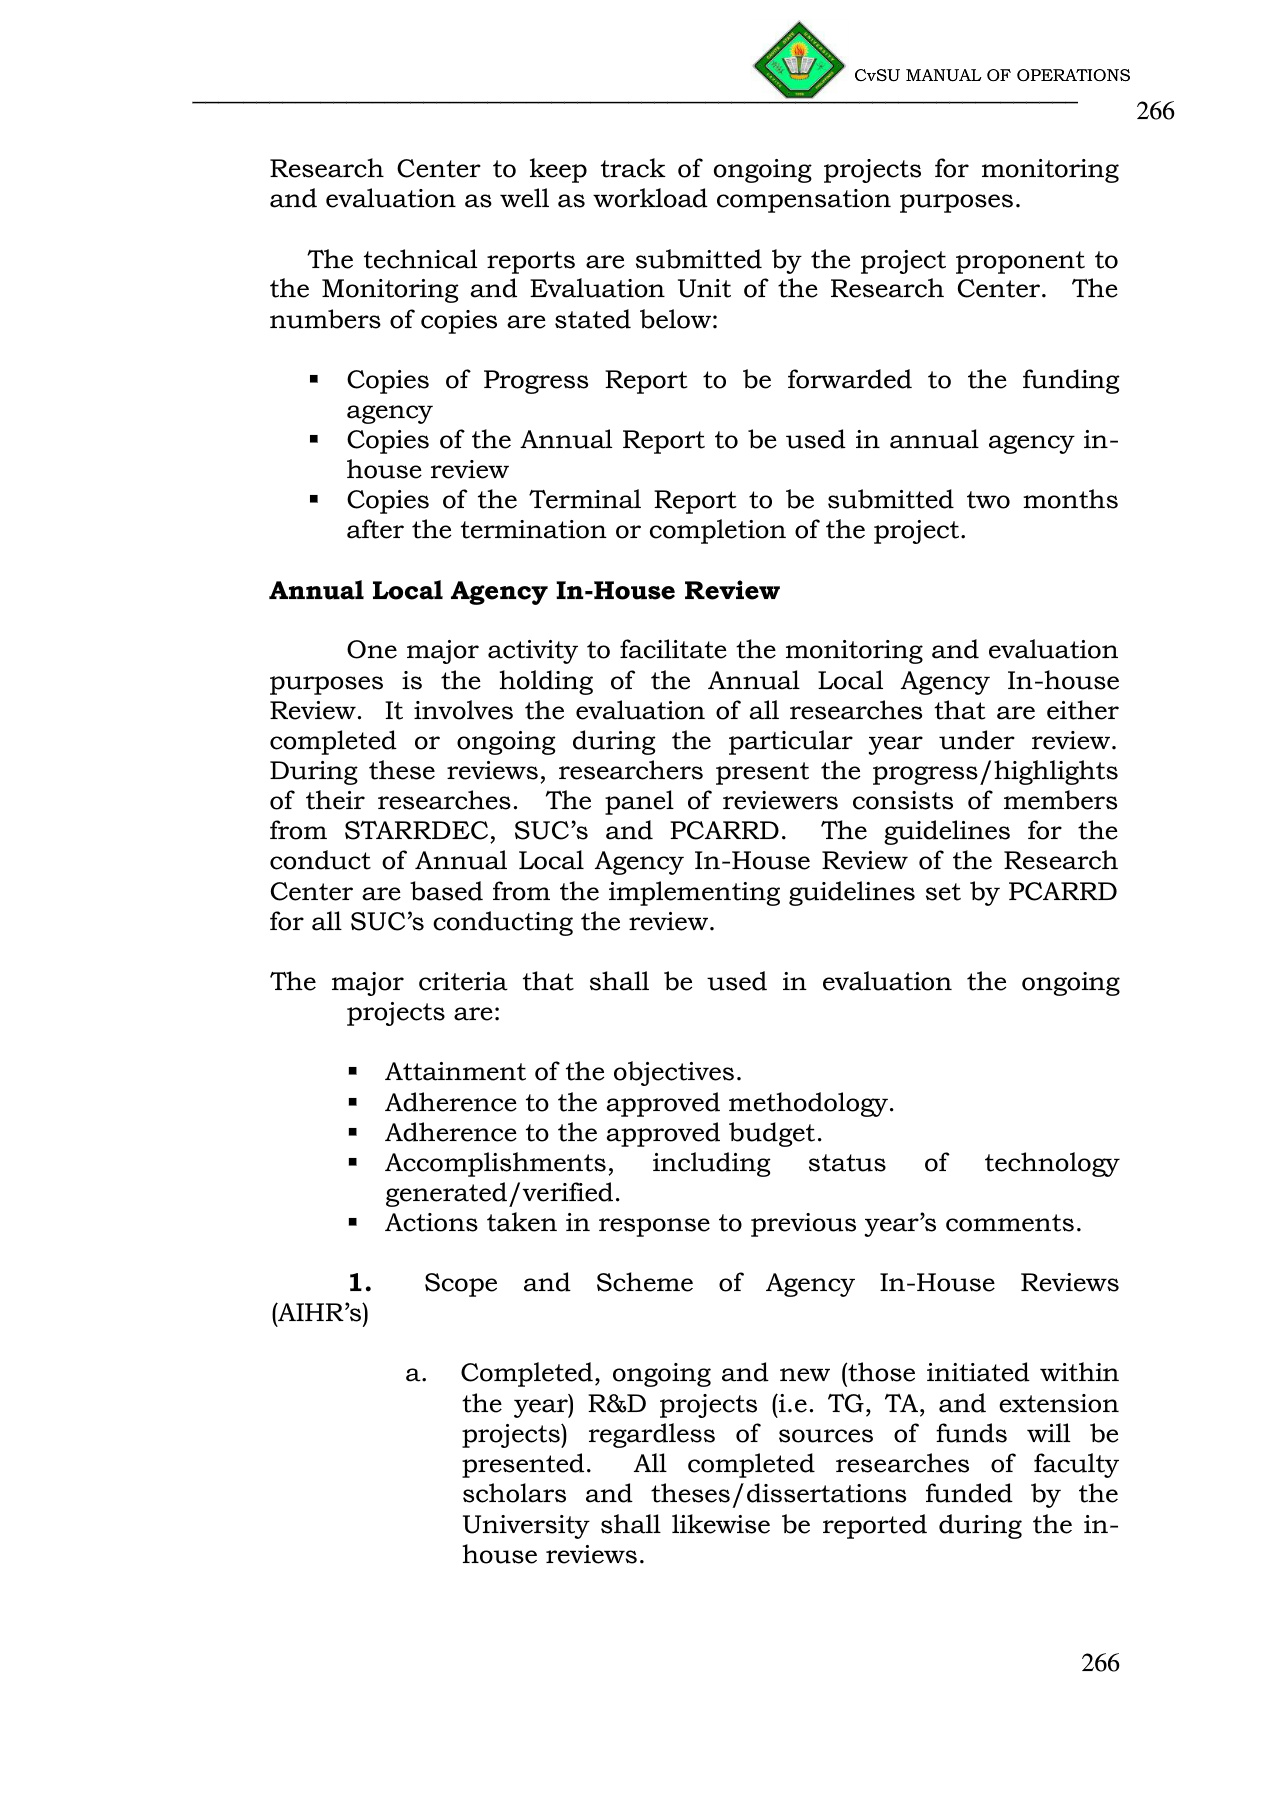 CvSU MANUAL OF OPERATIONS
266
Research Center to keep track of ongoing projects for monitoring
and evaluation as well as workload compensation purposes.
The technical reports are submitted by the project proponent to
the Monitoring and Evaluation Unit of the Research Center. The
numbers of copies are stated below:
▪ Copies of Progress Report to be forwarded to the funding
agency
▪ Copies of the Annual Report to be used in annual agency in-
house review
▪ Copies of the Terminal Report to be submitted two months
after the termination or completion of the project.
Annual Local Agency In-House Review
One major activity to facilitate the monitoring and evaluation
purposes is the holding of the Annual Local Agency In-house
Review. It involves the evaluation of all researches that are either
completed or ongoing during the particular year under review.
During these reviews, researchers present the progress/highlights
of their researches. The panel of reviewers consists of members
from STARRDEC, SUC’s and PCARRD. The guidelines for the
conduct of Annual Local Agency In-House Review of the Research
Center are based from the implementing guidelines set by PCARRD
for all SUC’s conducting the review.
The major criteria that shall be used in evaluation the ongoing
projects are:
▪ Attainment of the objectives.
▪ Adherence to the approved methodology.
▪ Adherence to the approved budget.
▪ Accomplishments, including status of technology
generated/verified.
▪ Actions taken in response to previous year’s comments.
1. Scope and Scheme of Agency In-House Reviews
(AIHR’s)
a. Completed, ongoing and new (those initiated within
the year) R&D projects (i.e. TG, TA, and extension
projects) regardless of sources of funds will be
presented. All completed researches of faculty
scholars and theses/dissertations funded by the
University shall likewise be reported during the in-
house reviews.
266